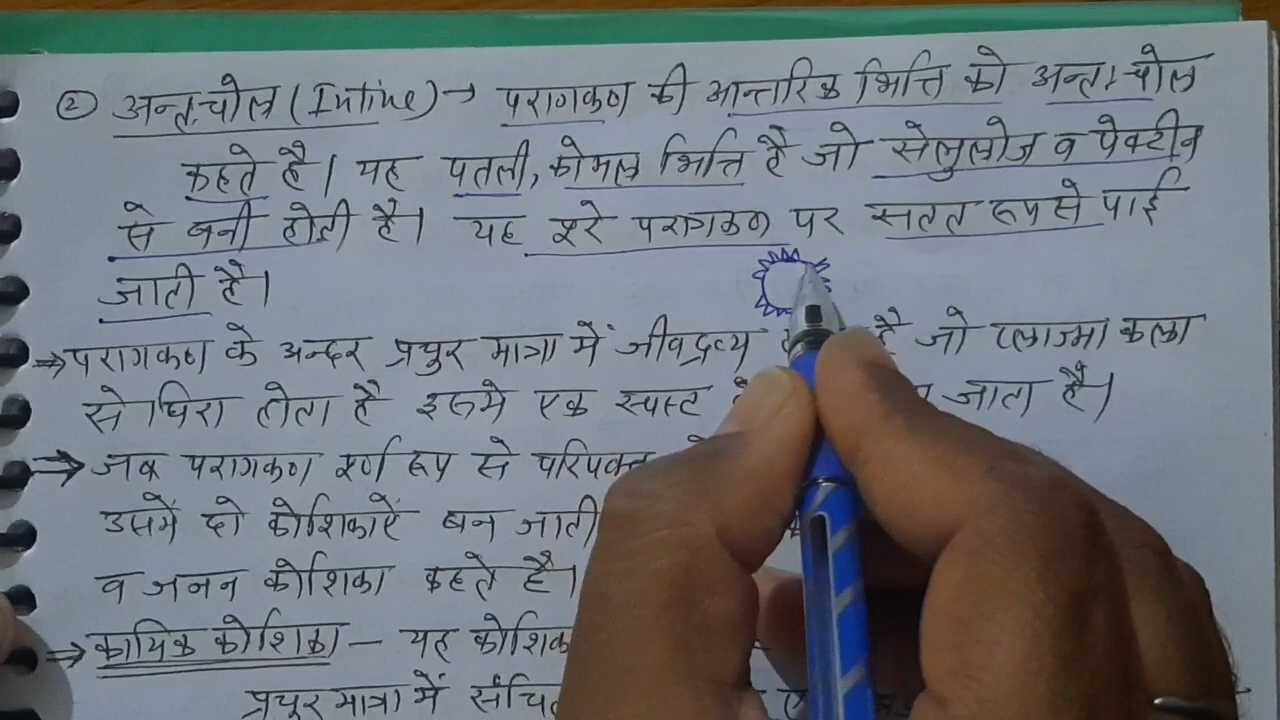 ② अन्तःचोल (Intine) → परागकण की आन्तरिक भित्ति को अन्तःचोल
कहते है। यह पतली, कोमल भित्ति है जो सेलुलोज व पेक्टीन
से बनी होती है। यह पूरे परागकण पर सतत रूप से पाई
जाती है।
⇒ परागकण के अन्दर प्रचुर मात्रा में जीवद्रव्य है जो प्लाज्मा कला
से घिरा होता है इसमे एक स्पष्ट जाता है।
⇒ जब परागकण पूर्ण रूप से परिपक्व
उसमें दो कोशिकाऐं बन जाती
व जनन कोशिका कहते है।
⇒ कायिक कोशिका — यह
प्रचुर मात्रा में